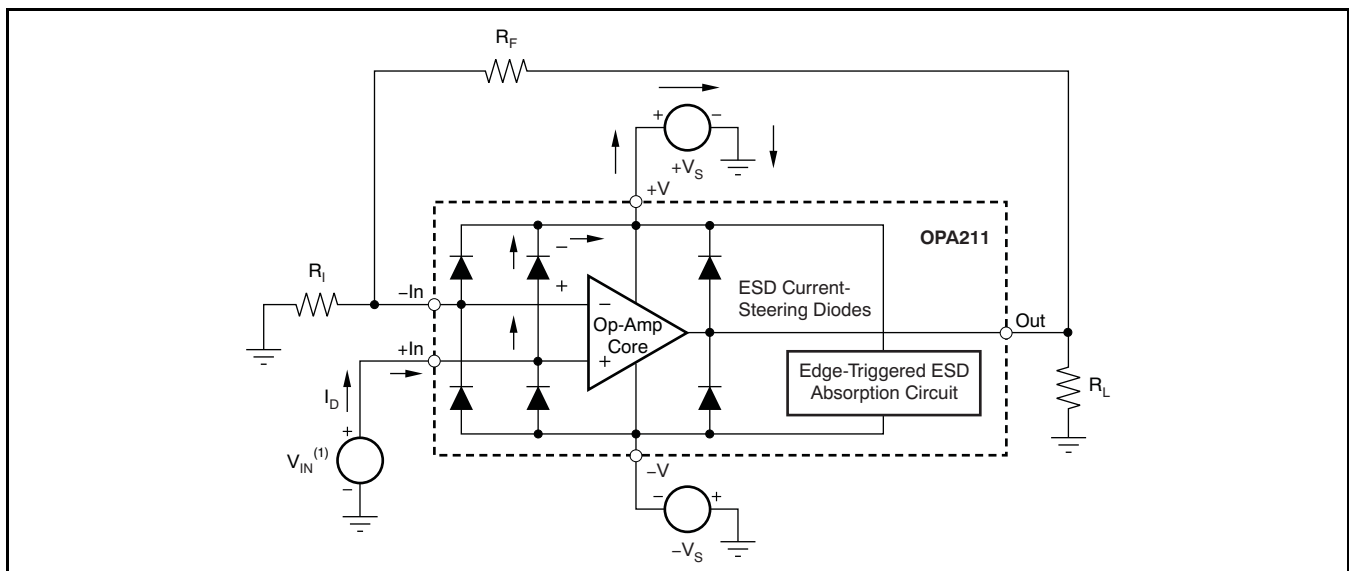 R_F
+ −
+V_S
+V
OPA211
−
+
R_I
−In
−
Op-Amp
Core
+
ESD Current-
Steering Diodes
Out
+In
I_D
Edge-Triggered ESD
Absorption Circuit
R_L
+
V_IN^(1)
−
−V
− +
−V_S